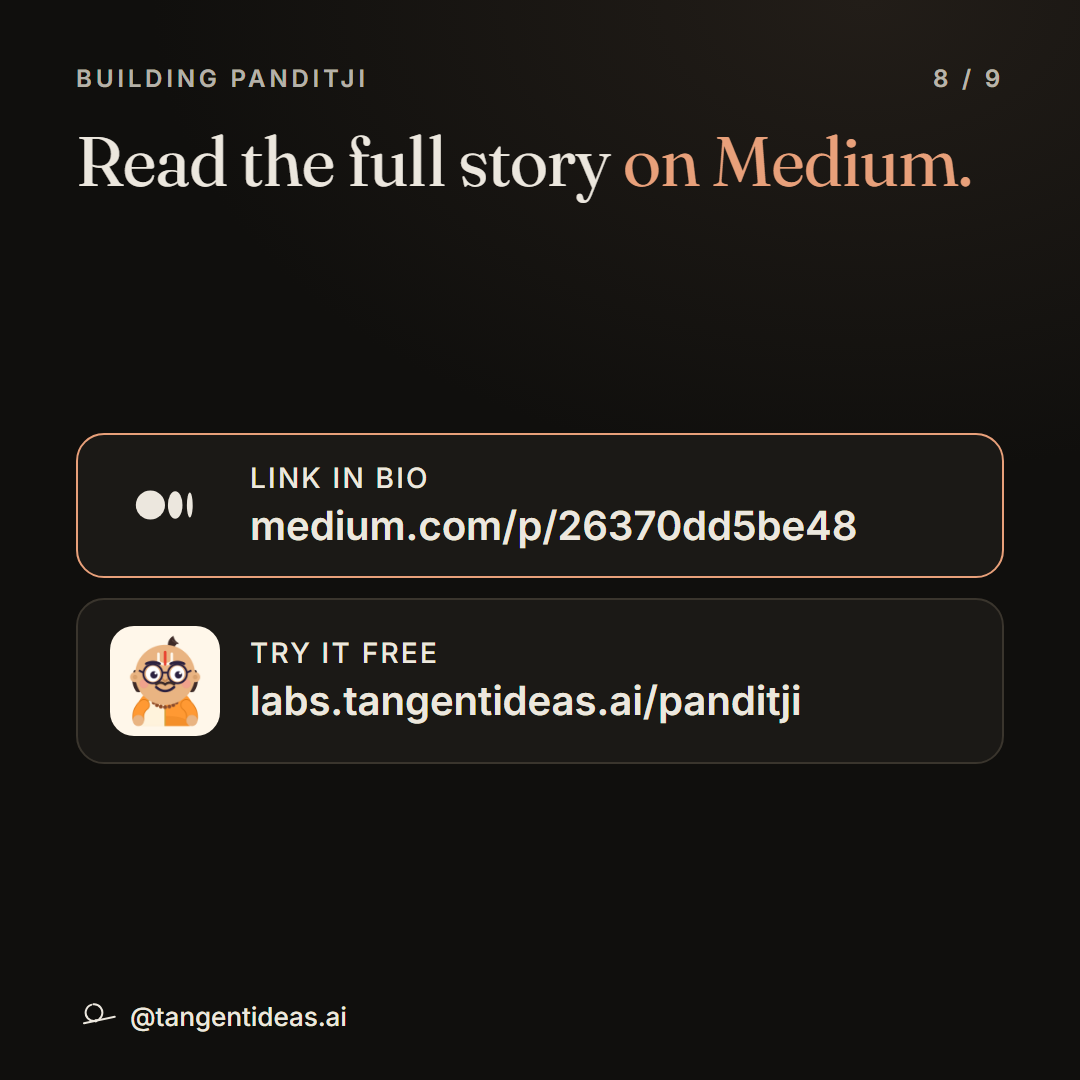 BUILDING PANDITJI
8 / 9
Read the full story on Medium.
LINK IN BIO
medium.com/p/26370dd5be48
TRY IT FREE
labs.tangentideas.ai/panditji
@tangentideas.ai